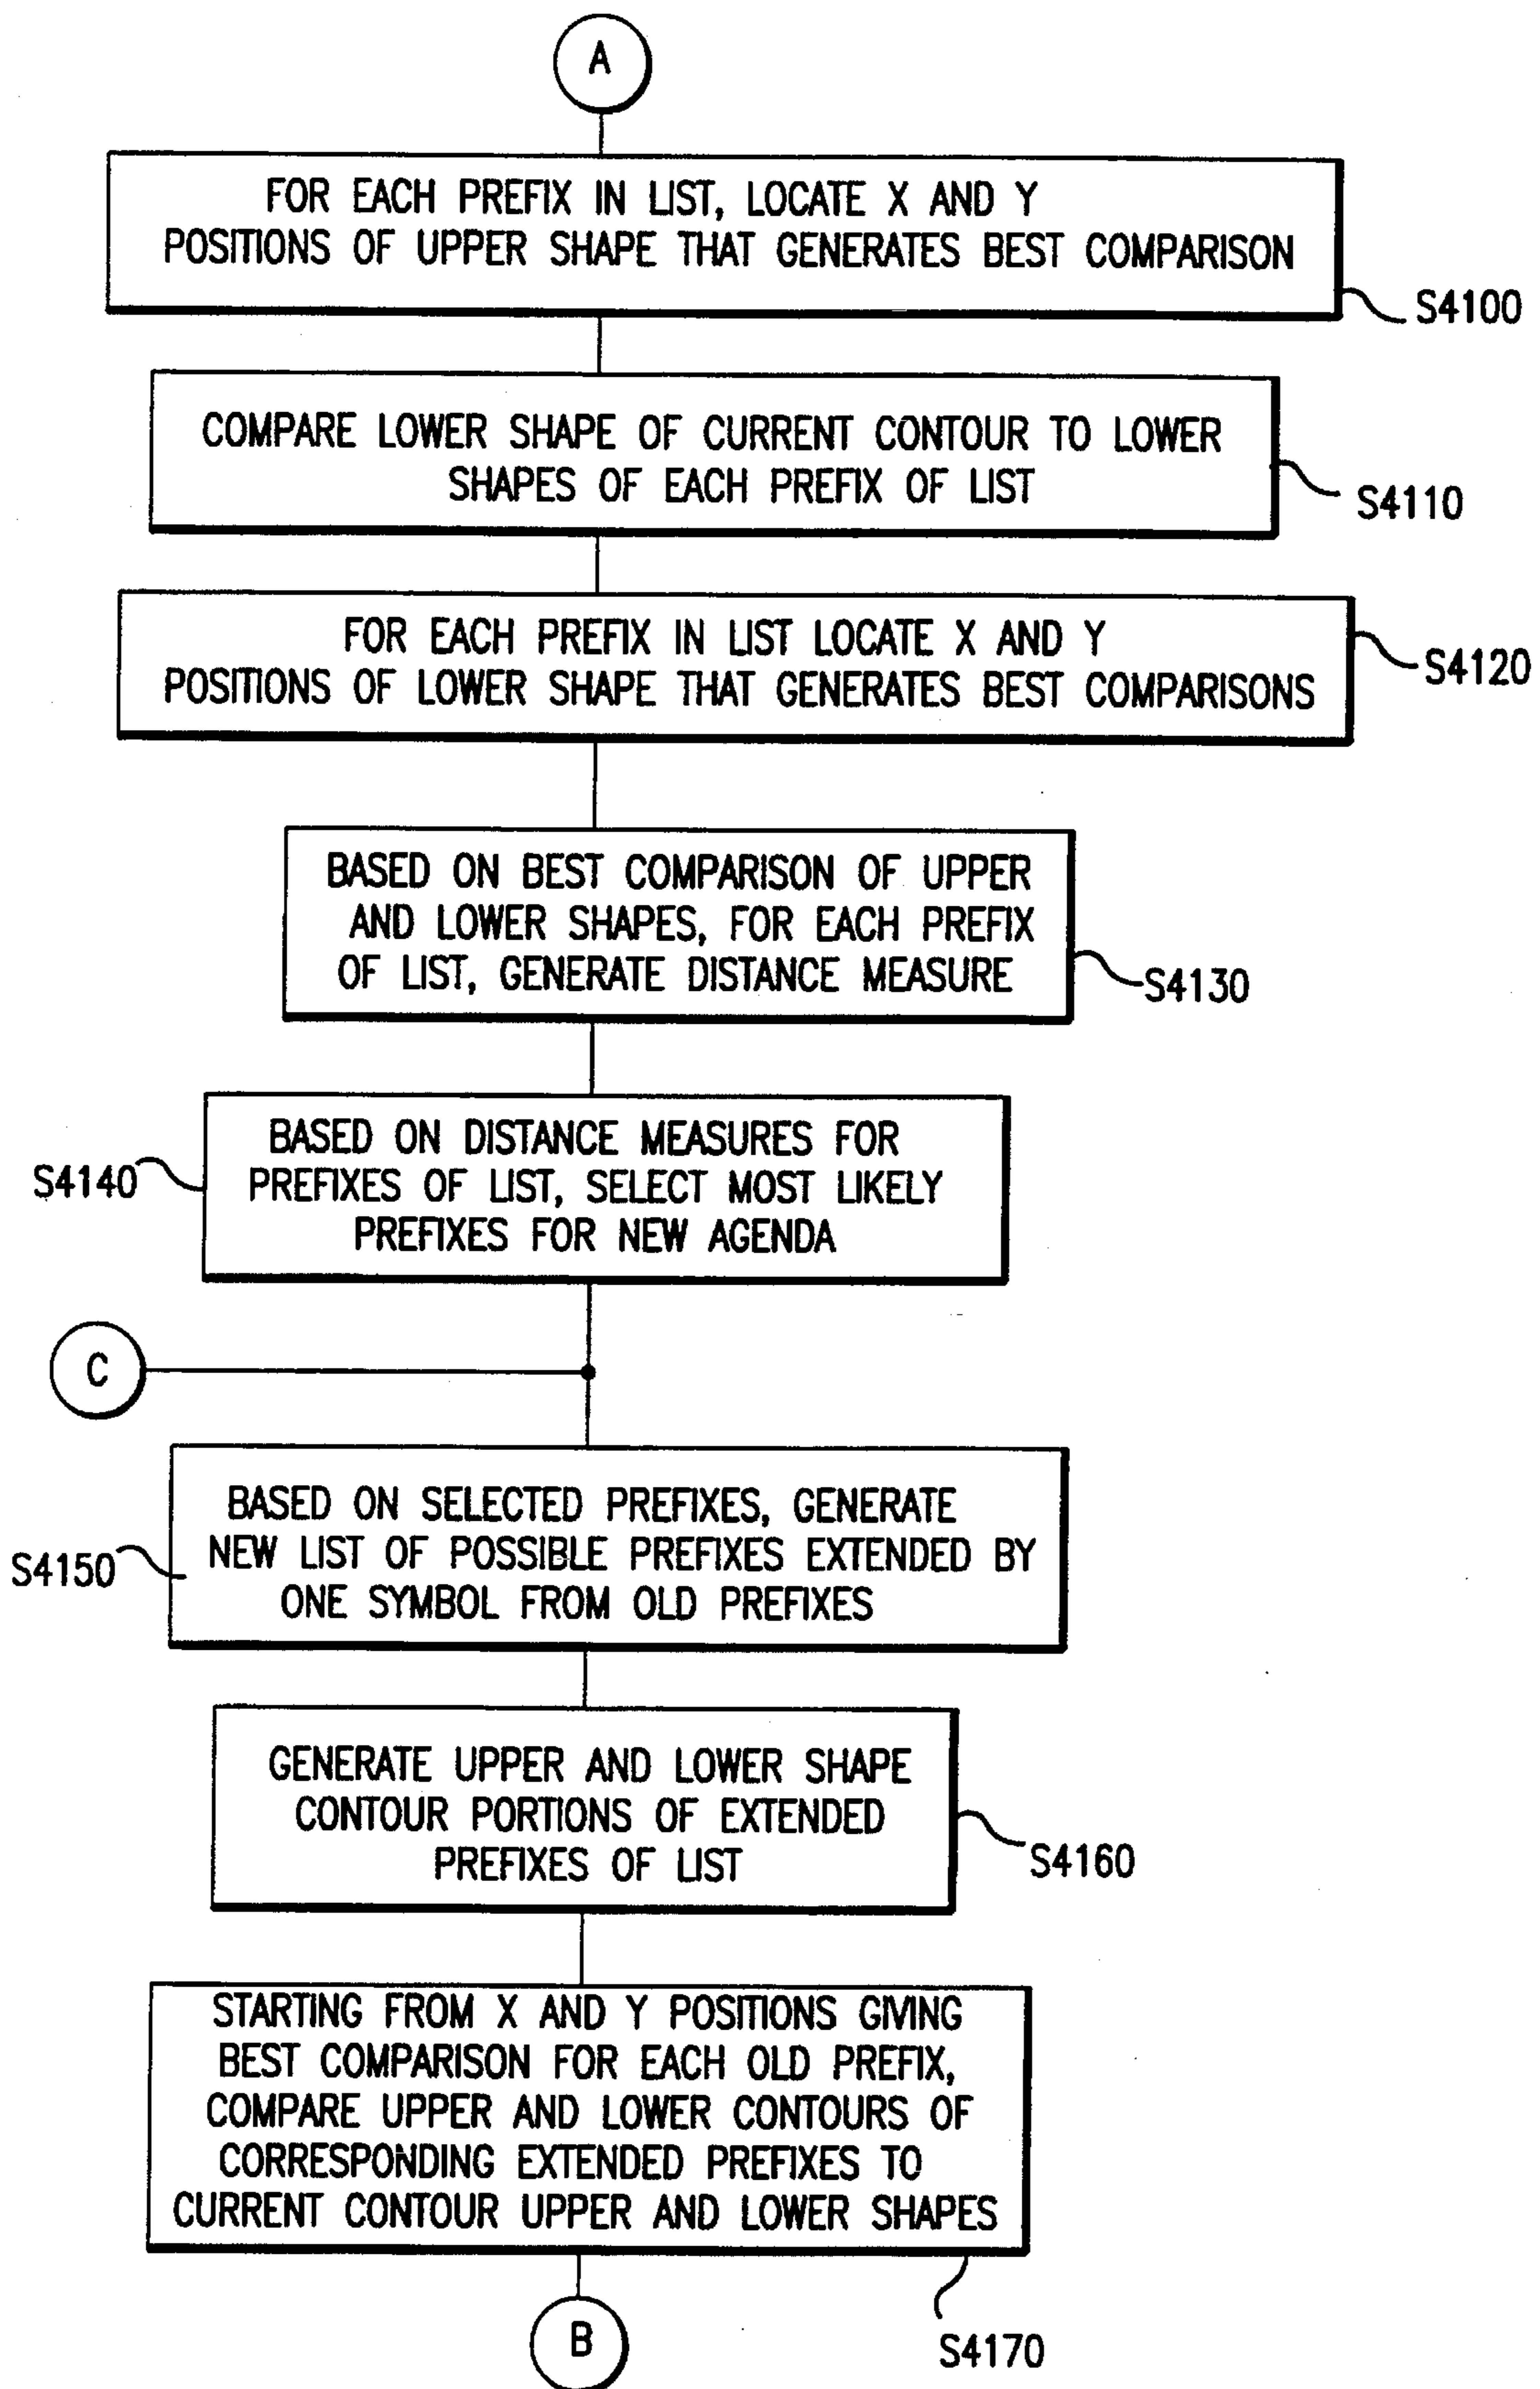 A
FOR EACH PREFIX IN LIST, LOCATE X AND Y
POSITIONS OF UPPER SHAPE THAT GENERATES BEST COMPARISON
S4100
COMPARE LOWER SHAPE OF CURRENT CONTOUR TO LOWER
SHAPES OF EACH PREFIX OF LIST
S4110
FOR EACH PREFIX IN LIST LOCATE X AND Y
POSITIONS OF LOWER SHAPE THAT GENERATES BEST COMPARISONS
S4120
BASED ON BEST COMPARISON OF UPPER
AND LOWER SHAPES, FOR EACH PREFIX
OF LIST, GENERATE DISTANCE MEASURE
S4130
BASED ON DISTANCE MEASURES FOR
PREFIXES OF LIST, SELECT MOST LIKELY
PREFIXES FOR NEW AGENDA
S4140
C
BASED ON SELECTED PREFIXES, GENERATE
NEW LIST OF POSSIBLE PREFIXES EXTENDED BY
ONE SYMBOL FROM OLD PREFIXES
S4150
GENERATE UPPER AND LOWER SHAPE
CONTOUR PORTIONS OF EXTENDED
PREFIXES OF LIST
S4160
STARTING FROM X AND Y POSITIONS GIVING
BEST COMPARISON FOR EACH OLD PREFIX,
COMPARE UPPER AND LOWER CONTOURS OF
CORRESPONDING EXTENDED PREFIXES TO
CURRENT CONTOUR UPPER AND LOWER SHAPES
S4170
B